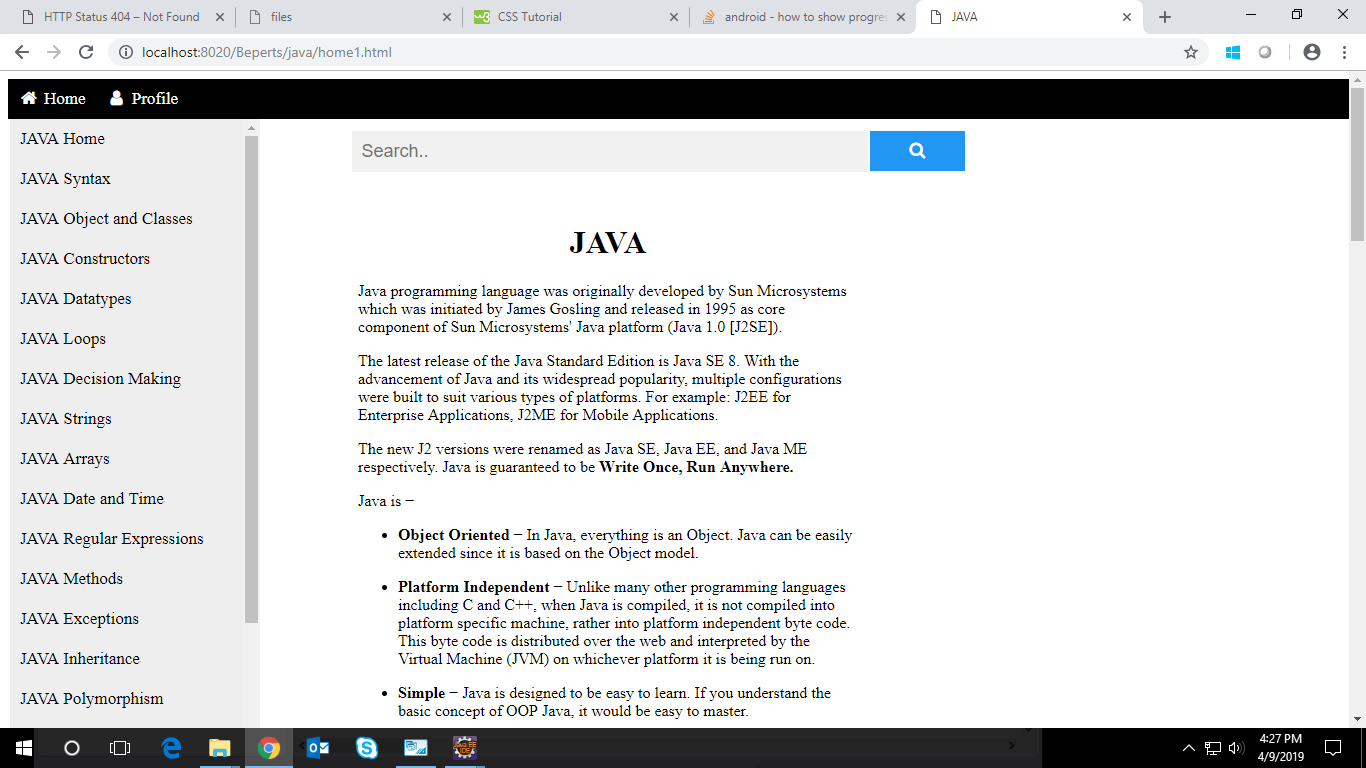 HTTP Status 404 – Not Found
files
CSS Tutorial
android - how to show progres
JAVA
localhost:8020/Beperts/java/home1.html
Home Profile
JAVA Home
JAVA Syntax
JAVA Object and Classes
JAVA Constructors
JAVA Datatypes
JAVA Loops
JAVA Decision Making
JAVA Strings
JAVA Arrays
JAVA Date and Time
JAVA Regular Expressions
JAVA Methods
JAVA Exceptions
JAVA Inheritance
JAVA Polymorphism
Search..
JAVA
Java programming language was originally developed by Sun Microsystems
which was initiated by James Gosling and released in 1995 as core
component of Sun Microsystems' Java platform (Java 1.0 [J2SE]).
The latest release of the Java Standard Edition is Java SE 8. With the
advancement of Java and its widespread popularity, multiple configurations
were built to suit various types of platforms. For example: J2EE for
Enterprise Applications, J2ME for Mobile Applications.
The new J2 versions were renamed as Java SE, Java EE, and Java ME
respectively. Java is guaranteed to be Write Once, Run Anywhere.
Java is −
• Object Oriented − In Java, everything is an Object. Java can be easily
extended since it is based on the Object model.
• Platform Independent − Unlike many other programming languages
including C and C++, when Java is compiled, it is not compiled into
platform specific machine, rather into platform independent byte code.
This byte code is distributed over the web and interpreted by the
Virtual Machine (JVM) on whichever platform it is being run on.
• Simple − Java is designed to be easy to learn. If you understand the
basic concept of OOP Java, it would be easy to master.
4:27 PM
4/9/2019